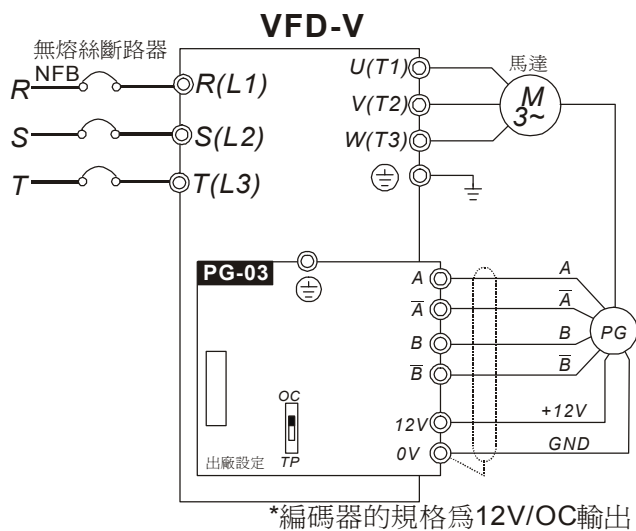 VFD-V
無熔絲斷路器
NFB
R
R(L1)
U(T1)
馬達
M
3~
V(T2)
S
S(L2)
W(T3)
T
T(L3)
PG-03
A
A
A̅
A̅
B
B
PG
B̅
B̅
OC
12V
+12V
出廠設定
TP
0V
GND
*編碼器的規格爲12V/OC輸出